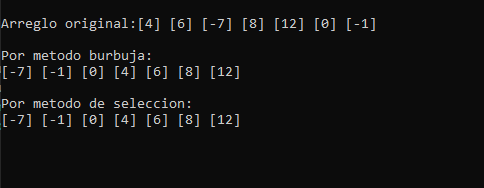 Arreglo original:[4] [6] [-7] [8] [12] [0] [-1]
Por metodo burbuja:
[-7] [-1] [0] [4] [6] [8] [12]
Por metodo de seleccion:
[-7] [-1] [0] [4] [6] [8] [12]